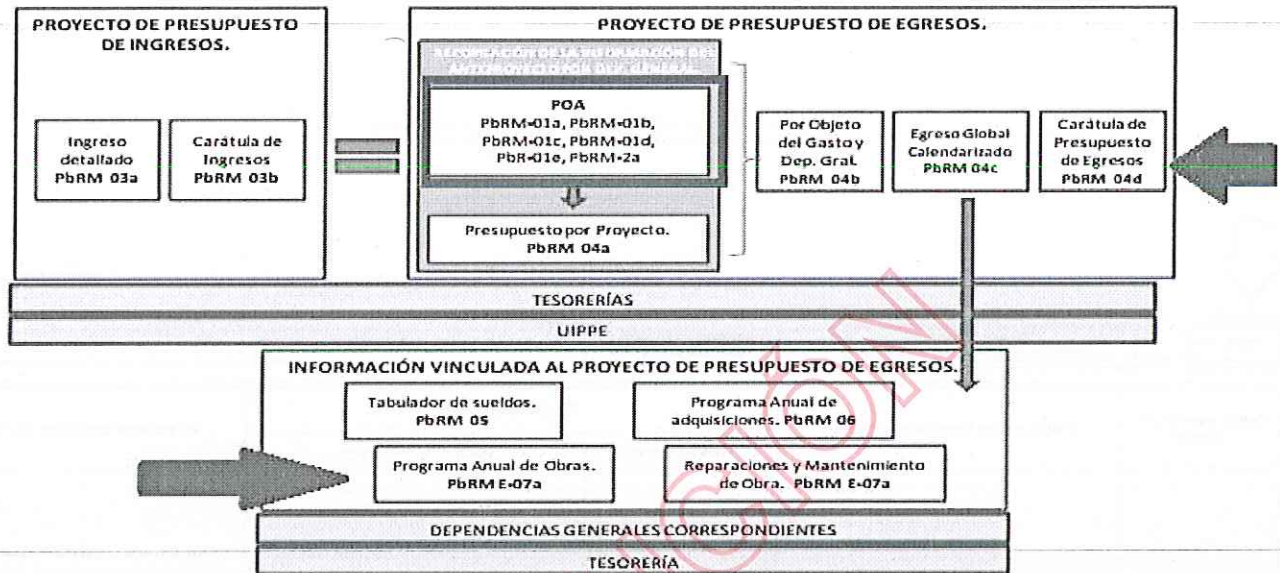 PROYECTO DE PRESUPUESTO
DE INGRESOS.
Ingreso
detallado
PbRM 03a
Carátula de
Ingresos
PbRM 03b
PROYECTO DE PRESUPUESTO DE EGRESOS.
POA
PbRM-01a, PbRM-01b,
PbRM-01c, PbRM-01d,
PbR-01e, PbRM-2a
Presupuesto por Proyecto.
PbRM 04a
Por Objeto
del Gasto y
Dep. Gral.
PbRM 04b
Egreso Global
Calendarizado
PbRM 04c
Carátula de
Presupuesto
de Egresos
PbRM 04d
TESORERÍAS
UIPPE
INFORMACIÓN VINCULADA AL PROYECTO DE PRESUPUESTO DE EGRESOS.
Tabulador de sueldos.
PbRM 05
Programa Anual de
adquisiciones. PbRM 06
Programa Anual de Obras.
PbRM E-07a
Reparaciones y Mantenimiento
de Obra. PbRM E-07a
DEPENDENCIAS GENERALES CORRESPONDIENTES
TESORERÍA